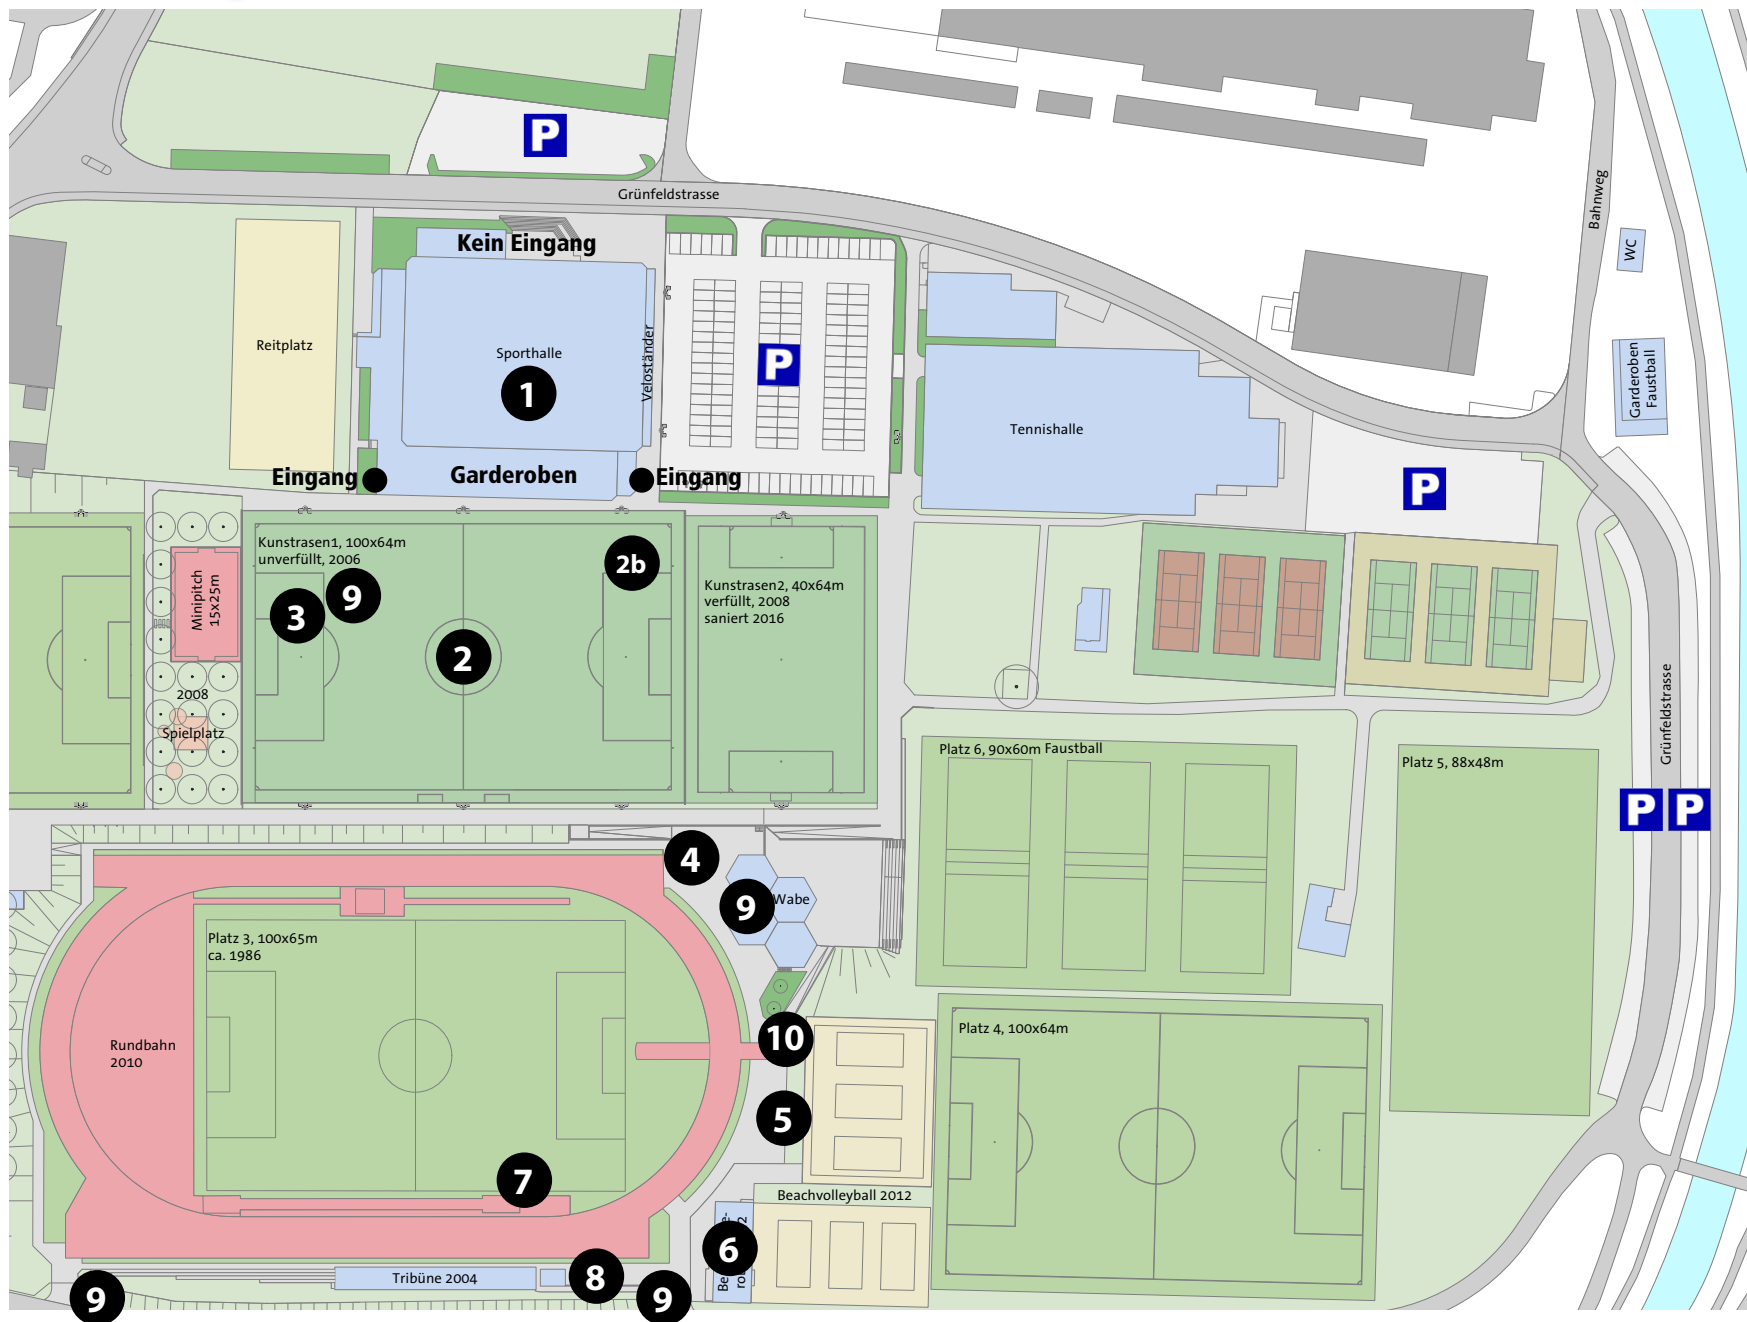 P
Grünfeldstrasse
Bahnweg
WC
Kein Eingang
Reitplatz
Sporthalle
1
Veloständer
P
Tennishalle
Garderoben
Faustball
Eingang
Garderoben
Eingang
P
Kunstrasen1, 100x64m
unverfüllt, 2006
2b
Minipitch
15x25m
3
9
2
Kunstrasen2, 40x64m
verfüllt, 2008
saniert 2016
2008
Spielplatz
Grünfeldstrasse
Platz 6, 90x60m Faustball
Platz 5, 88x48m
P
P
4
9
Wabe
Platz 3, 100x65m
ca. 1986
Rundbahn
2010
10
Platz 4, 100x64m
5
7
Beachvolleyball 2012
6
Tribüne 2004
8
9
9